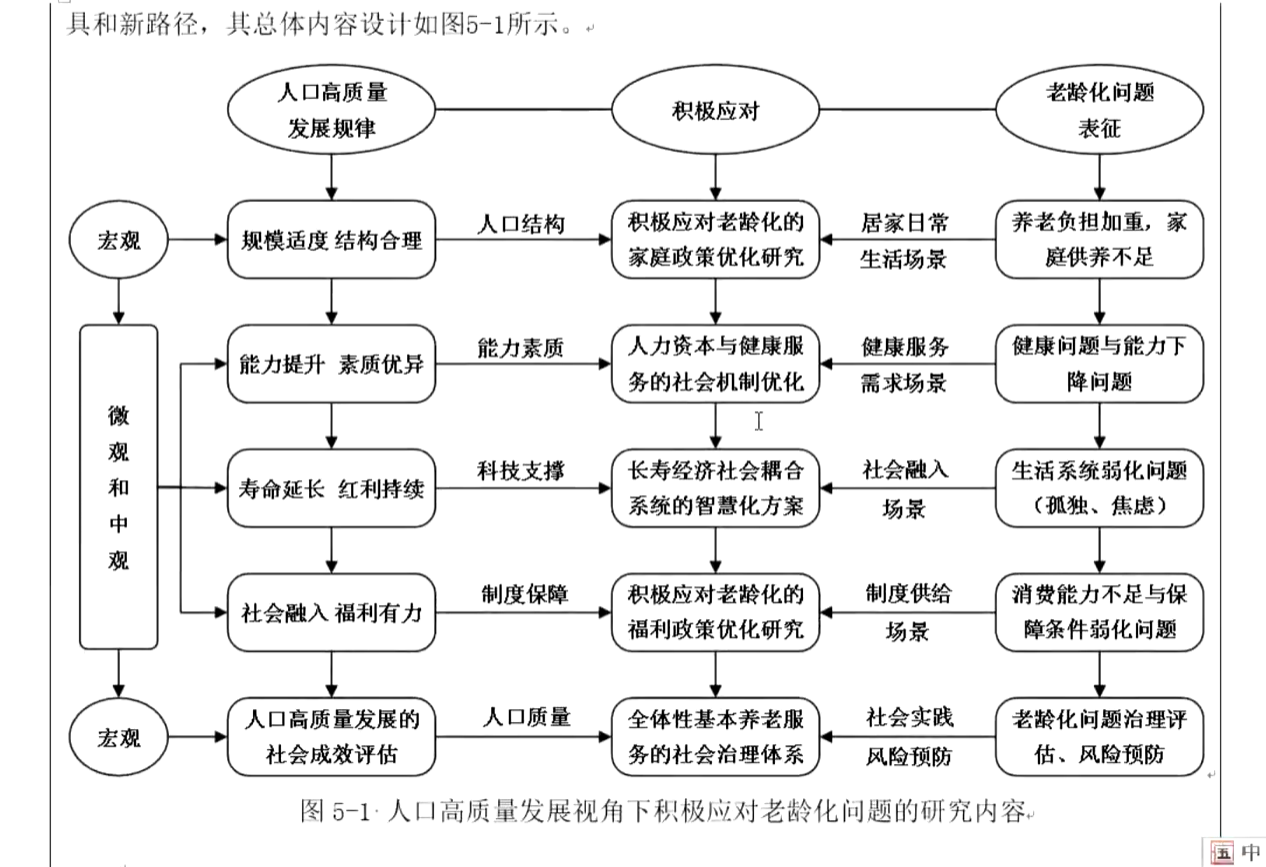 具和新路径，其总体内容设计如图5-1所示。
人口高质量
发展规律
积极应对
老龄化问题
表征
宏观
规模适度 结构合理
人口结构
积极应对老龄化的
家庭政策优化研究
居家日常
生活场景
养老负担加重，家
庭供养不足
微
观
和
中
观
能力提升 素质优异
能力素质
人力资本与健康服
务的社会机制优化
健康服务
需求场景
健康问题与能力下
降问题
寿命延长 红利持续
科技支撑
长寿经济社会耦合
系统的智慧化方案
社会融入
场景
生活系统弱化问题
（孤独、焦虑）
社会融入 福利有力
制度保障
积极应对老龄化的
福利政策优化研究
制度供给
场景
消费能力不足与保
障条件弱化问题
宏观
人口高质量发展的
社会成效评估
人口质量
全体性基本养老服
务的社会治理体系
社会实践
风险预防
老龄化问题治理评
估、风险预防
图 5-1 人口高质量发展视角下积极应对老龄化问题的研究内容
五 中